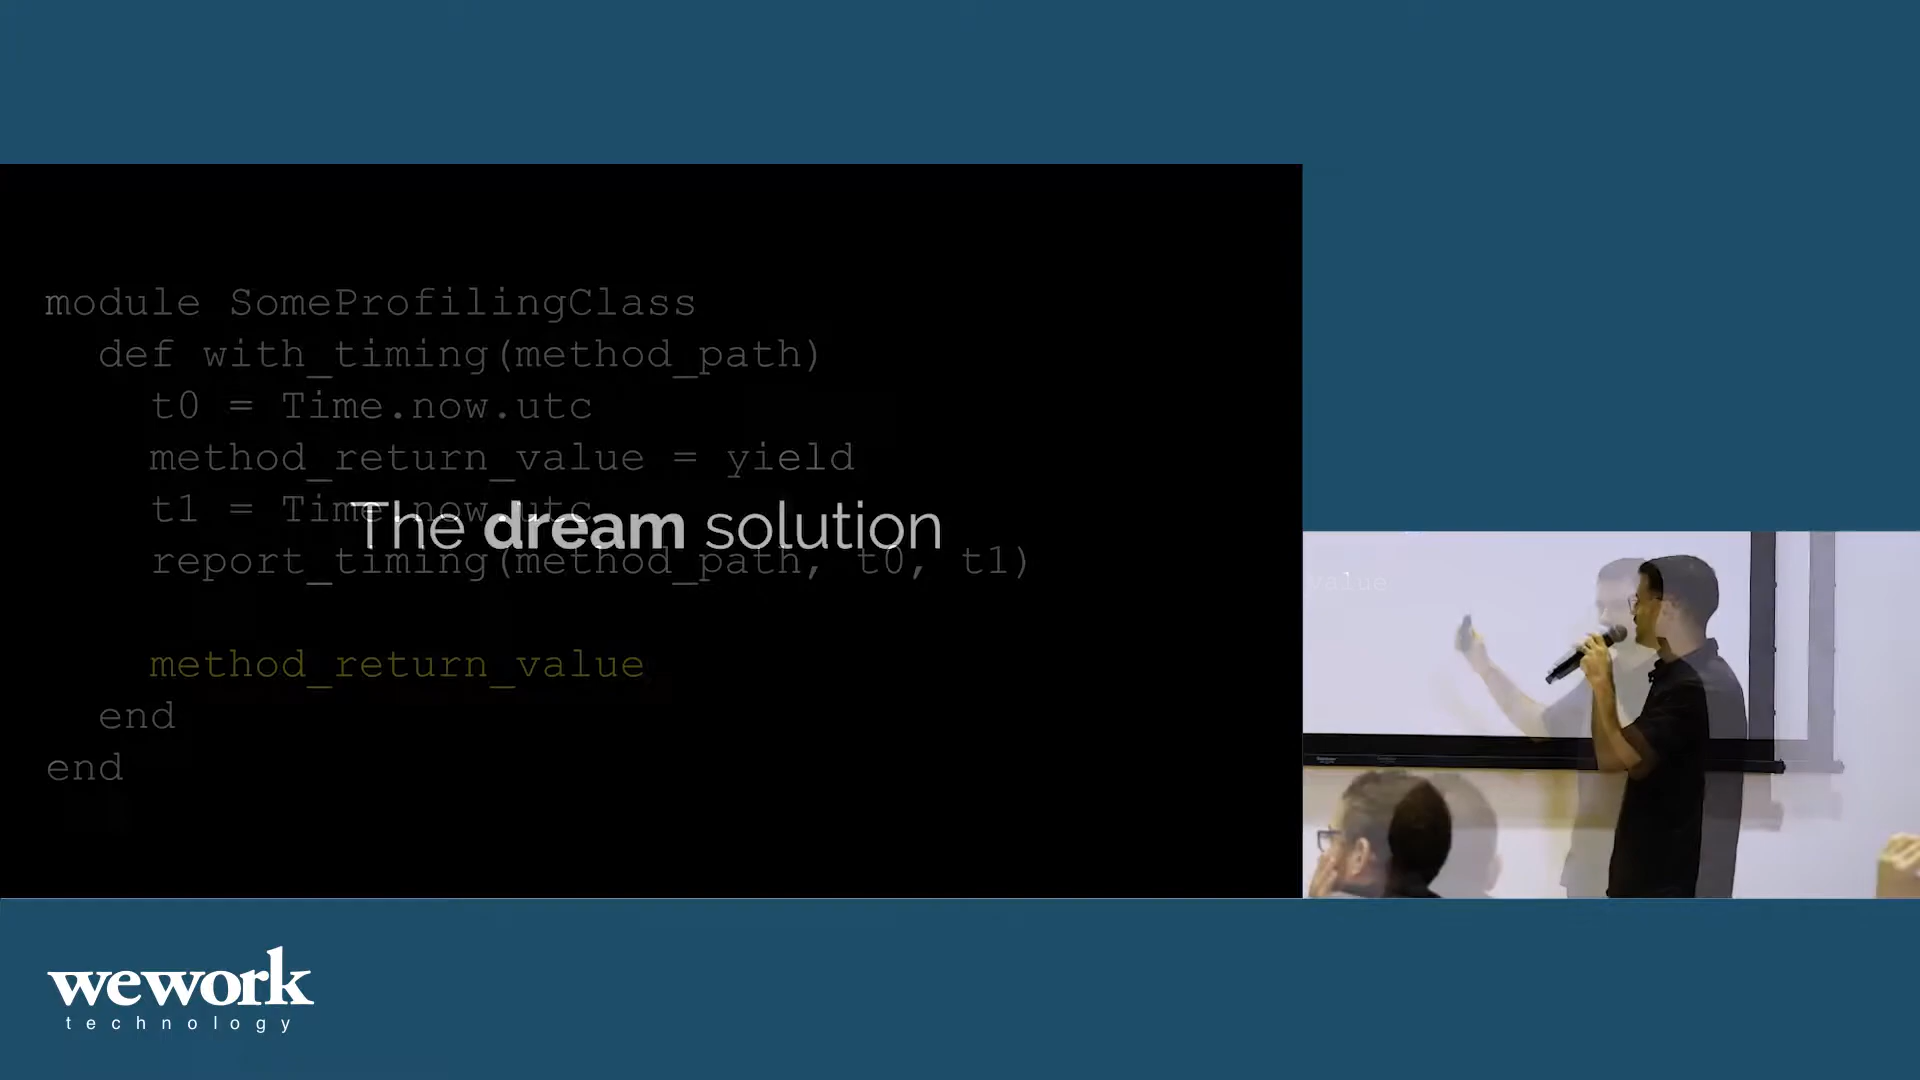 module SomeProfilingClass
def with_timing(method_path)
t0 = Time.now.utc
method_return_value = yield
t1 = Time.now.utc
The dream solution
report_timing(method_path, t0, t1)
method_return_value
end
end
value
wework
technology